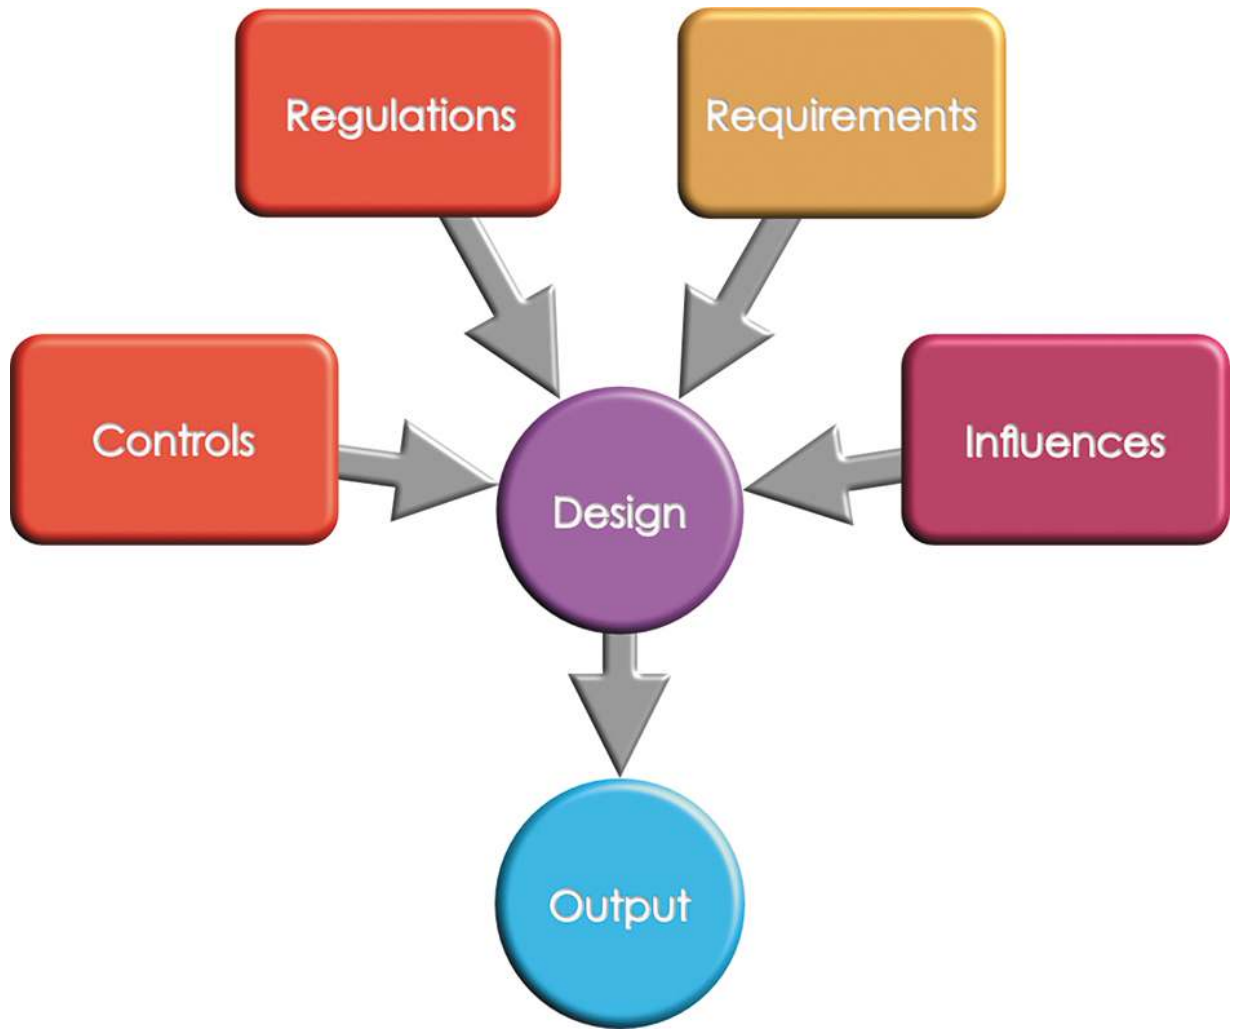 Regulations
Requirements
Controls
Influences
Design
Output